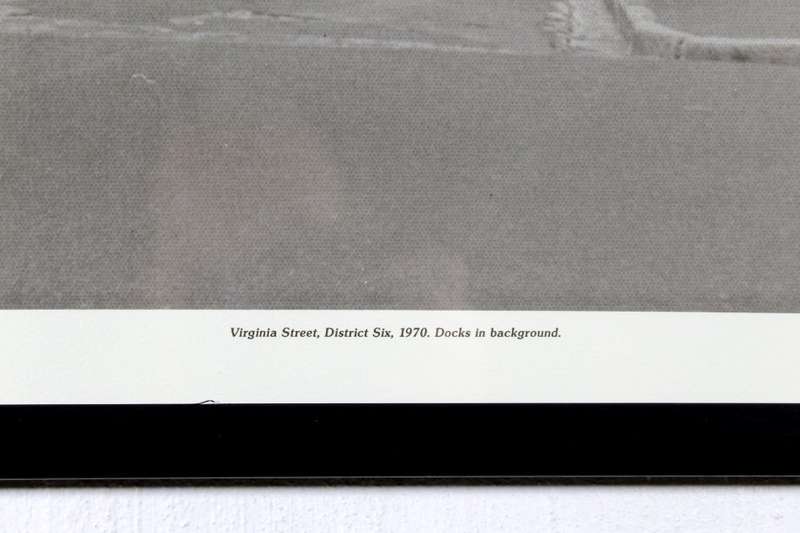 Virginia Street, District Six, 1970. Docks in background.